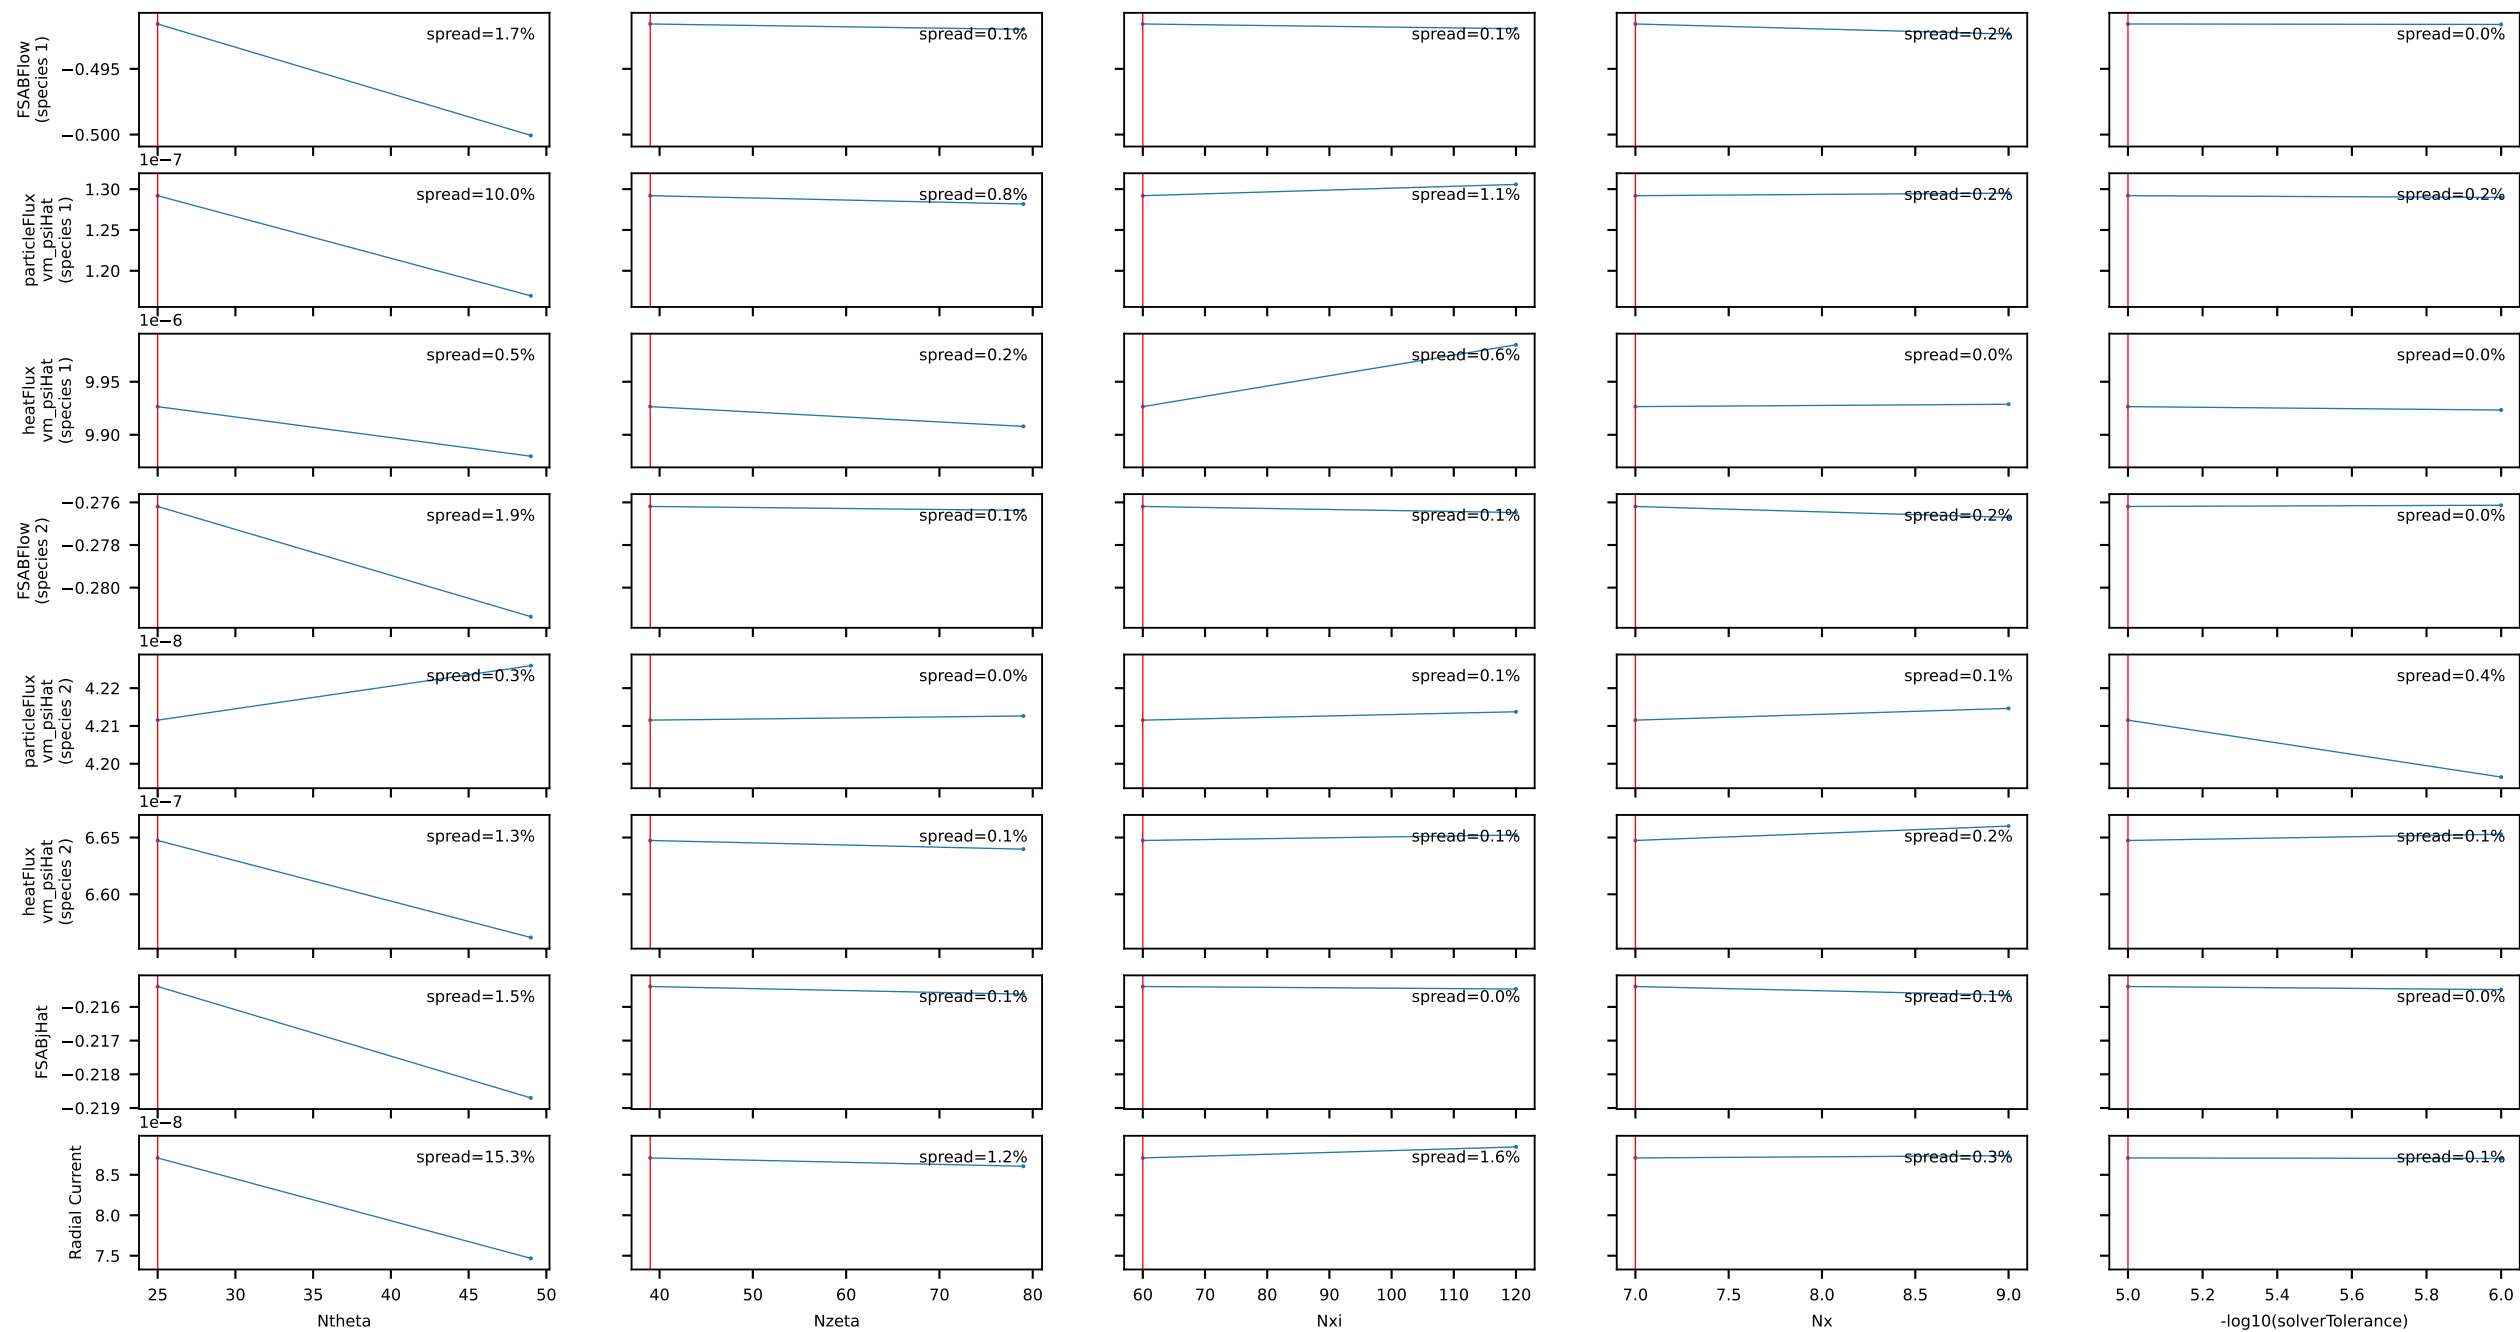 FSABFlow
(species 1)
−0.495
−0.500
spread=1.7%
spread=0.1%
spread=0.1%
spread=0.2%
spread=0.0%
1e−7
particleFlux
vm_psiHat
(species 1)
1.30
1.25
1.20
spread=10.0%
spread=0.8%
spread=1.1%
spread=0.2%
spread=0.2%
1e−6
heatFlux
vm_psiHat
(species 1)
9.95
9.90
spread=0.5%
spread=0.2%
spread=0.6%
spread=0.0%
spread=0.0%
FSABFlow
(species 2)
−0.276
−0.278
−0.280
spread=1.9%
spread=0.1%
spread=0.1%
spread=0.2%
spread=0.0%
1e−8
particleFlux
vm_psiHat
(species 2)
4.22
4.21
4.20
spread=0.3%
spread=0.0%
spread=0.1%
spread=0.1%
spread=0.4%
1e−7
heatFlux
vm_psiHat
(species 2)
6.65
6.60
spread=1.3%
spread=0.1%
spread=0.1%
spread=0.2%
spread=0.1%
FSABjHat
−0.216
−0.217
−0.218
−0.219
spread=1.5%
spread=0.1%
spread=0.0%
spread=0.1%
spread=0.0%
1e−8
Radial Current
8.5
8.0
7.5
spread=15.3%
spread=1.2%
spread=1.6%
spread=0.3%
spread=0.1%
25 30 35 40 45 50
Ntheta
40 50 60 70 80
Nzeta
60 70 80 90 100 110 120
Nxi
7.0 7.5 8.0 8.5 9.0
Nx
5.0 5.2 5.4 5.6 5.8 6.0
-log10(solverTolerance)